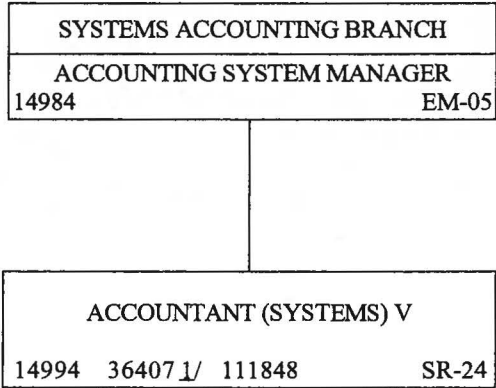 SYSTEMS ACCOUNTING BRANCH
ACCOUNTING SYSTEM MANAGER
14984 EM-05
ACCOUNTANT (SYSTEMS) V
14994 36407 1/ 111848 SR-24